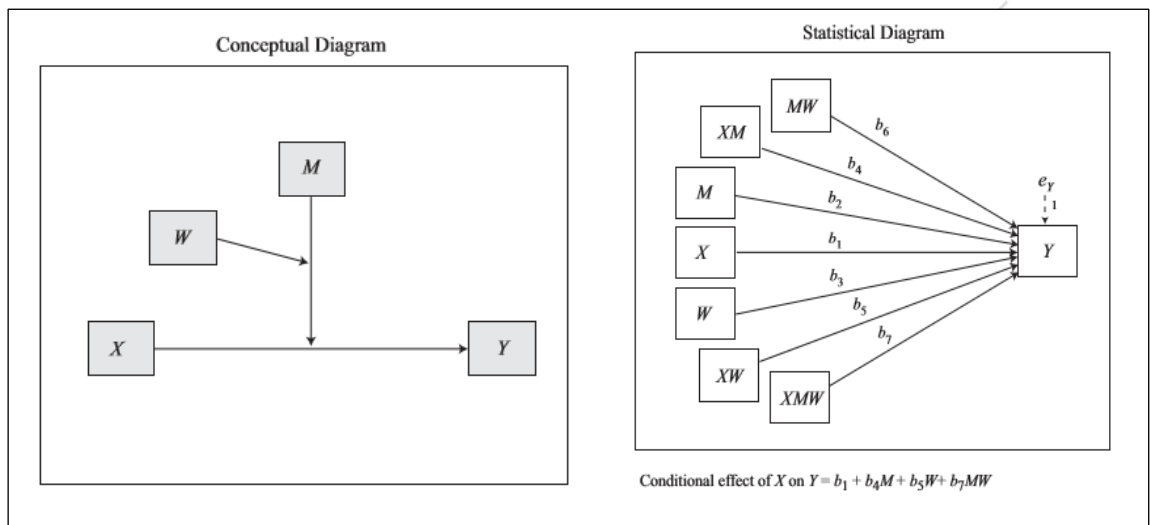 Conceptual Diagram
M
W
X
Y
Statistical Diagram
MW
XM
M
X
W
XW
XMW
b6
b4
b2
b1
b3
b5
b7
eY
1
Y
Conditional effect of X on Y = b1 + b4M + b5W+ b7MW